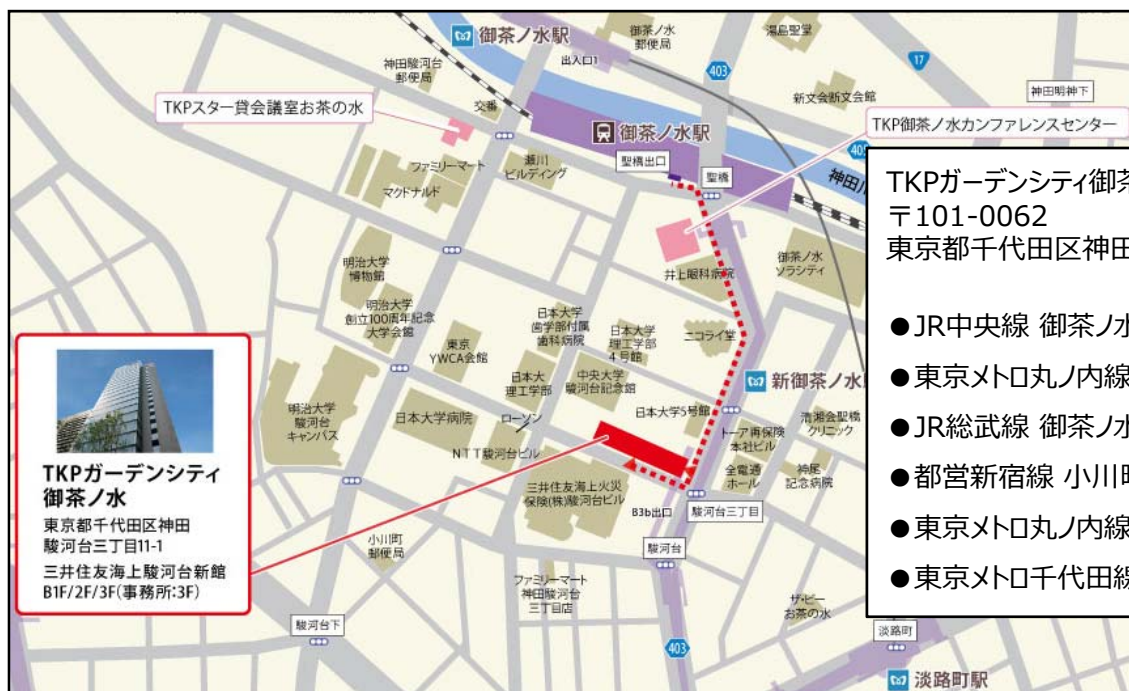 御茶ノ水駅
御茶ノ水
郵便局
湯島聖堂
出入口1
403
17
神田駿河台
郵便局
新文会新文会館
神田明神下
TKPスター貸会議室お茶の水
交番
御茶ノ水駅
TKP御茶ノ水カンファレンスセンター
ファミリーマート
瀬川
ビルディング
聖橋出口
聖橋
405
神田川
マクドナルド
TKPガーデンシティ御茶
〒101-0062
東京都千代田区神田
●JR中央線 御茶ノ水
●東京メトロ丸ノ内線
●JR総武線 御茶ノ水
●都営新宿線 小川町
●東京メトロ丸ノ内線
●東京メトロ千代田線
井上眼科病院
御茶ノ水
ソラシティ
明治大学
博物館
明治大学
創立100周年記念
大学会館
東京
YWCA会館
日本大学
歯学部付属
歯科病院
日本大学
理工学部
4号館
ニコライ堂
日本大
理工学部
中央大学
駿河台記念館
新御茶ノ水
明治大学
駿河台
キャンパス
日本大学病院
ローソン
日本大学5号館
トーア再保険
本社ビル
清湘会聖橋
クリニック
NTT駿河台ビル
三井住友海上火災
保険(株)駿河台ビル
全電通
ホール
神尾
記念病院
B3b出口
駿河台三丁目
TKPガーデンシティ
御茶ノ水
東京都千代田区神田
駿河台三丁目11-1
三井住友海上駿河台新館
B1F/2F/3F(事務所:3F)
小川町
郵便局
駿河台
ファミリーマート
神田駿河台
三丁目店
ザ・ビー
お茶の水
駿河台下
淡路町
403
淡路町駅